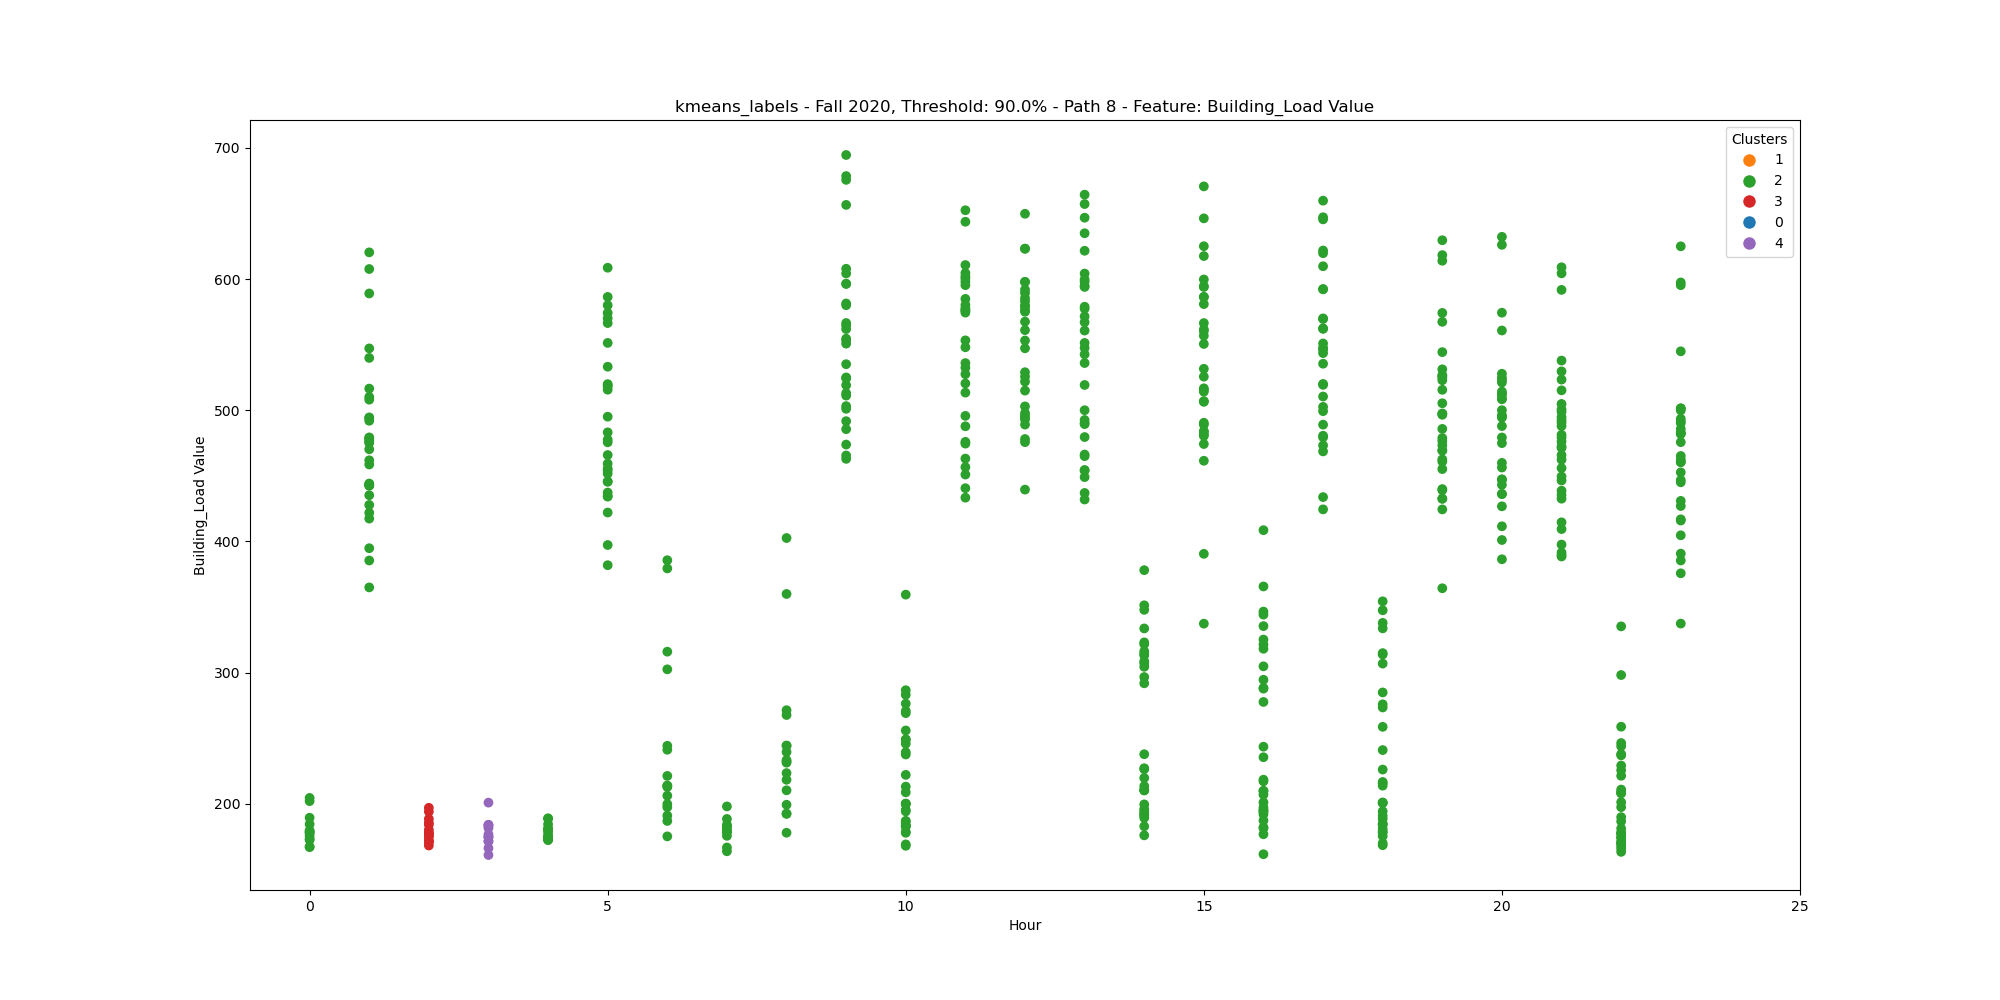 kmeans_labels - Fall 2020, Threshold: 90.0% - Path 8 - Feature: Building_Load Value
Clusters
1
2
3
0
4
700
600
500
400
300
200
Building_Load Value
0 5 10 15 20 25
Hour